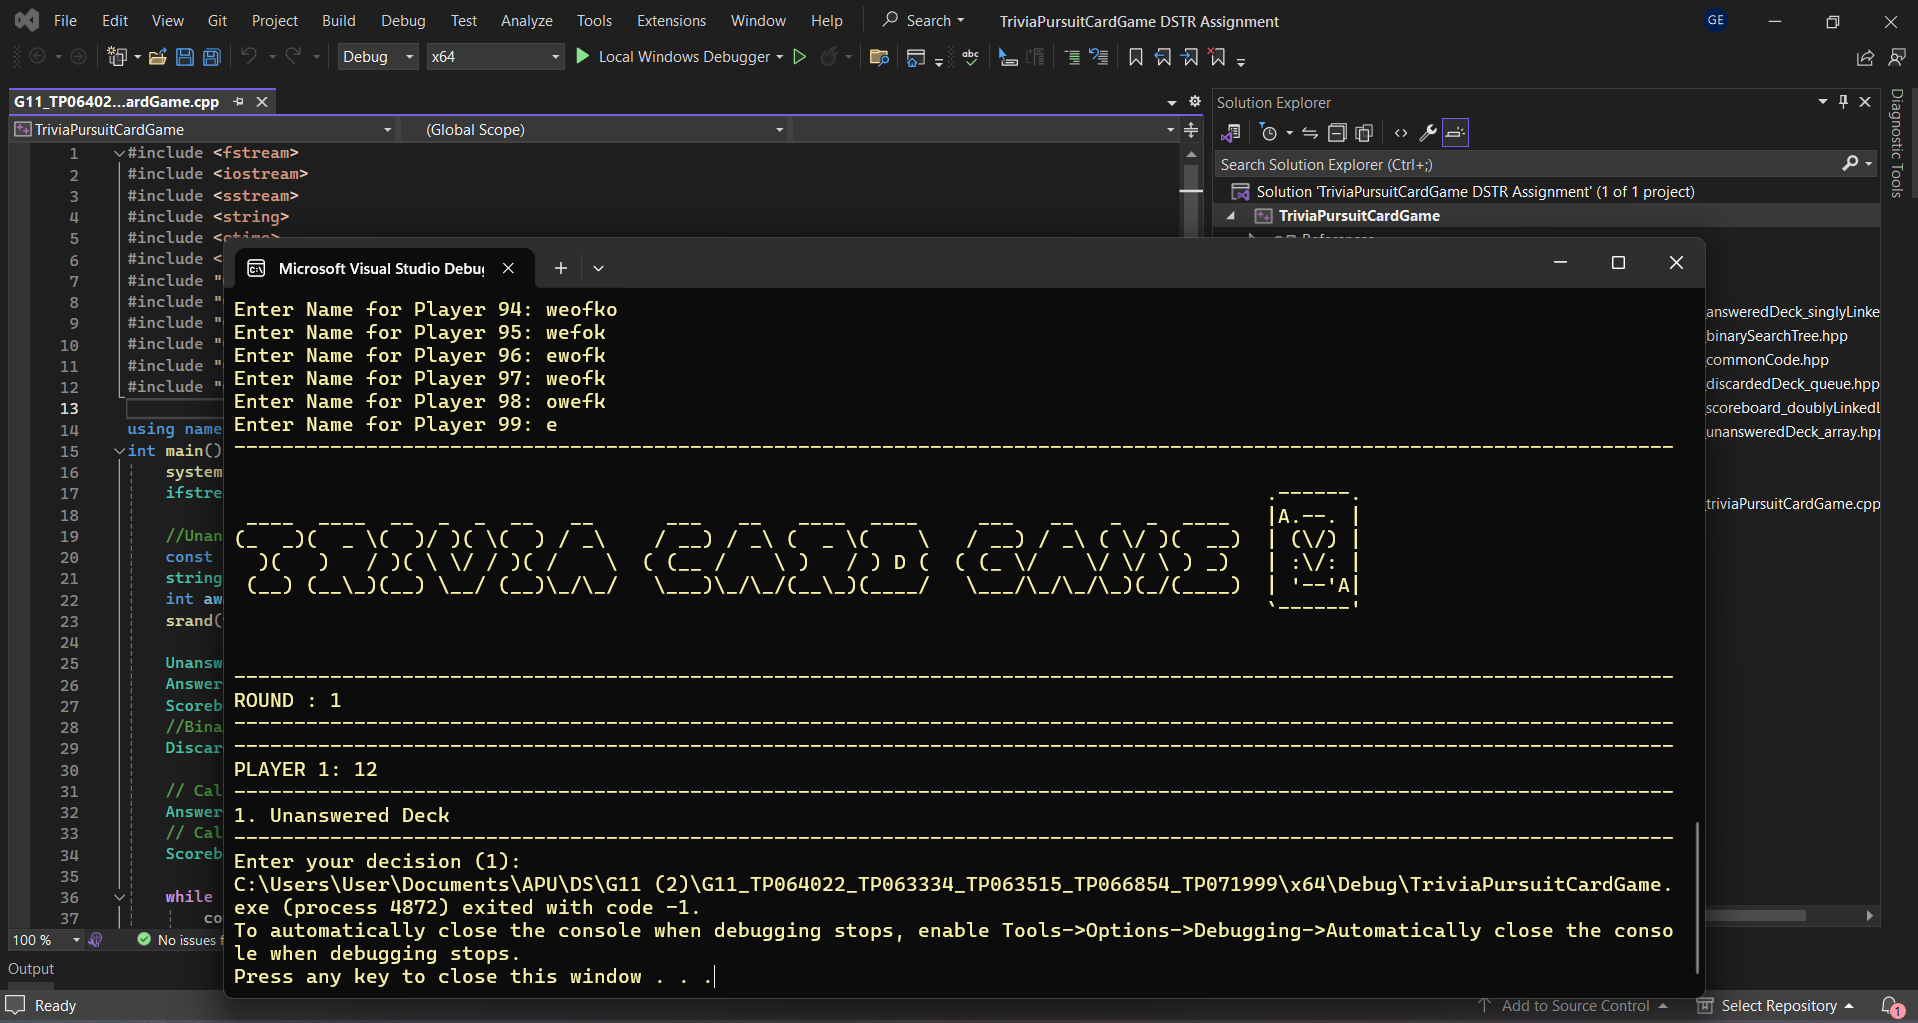 File Edit View Git Project Build Debug Test Analyze Tools Extensions Window Help Search TriviaPursuitCardGame DSTR Assignment GE
Debug x64 Local Windows Debugger abc
G11_TP06402...ardGame.cpp
TriviaPursuitCardGame (Global Scope)
1 #include <fstream>
2 #include <iostream>
3 #include <sstream>
4 #include <string>
5 #include <ctime>
6 #include <
7 #include "
8 #include "
9 #include "
10 #include "
11 #include "
12 #include "
13
14 using name
15 int main()
16 system
17 ifstre
18
19 //Unan
20 const
21 string
22 int aw
23 srand(
24
25 Unansw
26 Answer
27 Scoreb
28 //Bina
29 Discar
30
31 // Cal
32 Answer
33 // Cal
34 Scoreb
35
36 while
37 co
100 % No issues f
Output
Ready
Microsoft Visual Studio Debug
Enter Name for Player 94: weofko
Enter Name for Player 95: wefok
Enter Name for Player 96: ewofk
Enter Name for Player 97: weofk
Enter Name for Player 98: owefk
Enter Name for Player 99: e
TRIVIA CARD GAME
A
A
ROUND : 1
PLAYER 1: 12
1. Unanswered Deck
Enter your decision (1):
C:\Users\User\Documents\APU\DS\G11 (2)\G11_TP064022_TP063334_TP063515_TP066854_TP071999\x64\Debug\TriviaPursuitCardGame.
exe (process 4872) exited with code -1.
To automatically close the console when debugging stops, enable Tools->Options->Debugging->Automatically close the conso
le when debugging stops.
Press any key to close this window . . .
Solution Explorer
Search Solution Explorer (Ctrl+;)
Solution 'TriviaPursuitCardGame DSTR Assignment' (1 of 1 project)
TriviaPursuitCardGame
References
answeredDeck_singlyLinke
binarySearchTree.hpp
commonCode.hpp
discardedDeck_queue.hpp
scoreboard_doublyLinkedL
unansweredDeck_array.hpp
triviaPursuitCardGame.cpp
Diagnostic Tools
Add to Source Control Select Repository 1